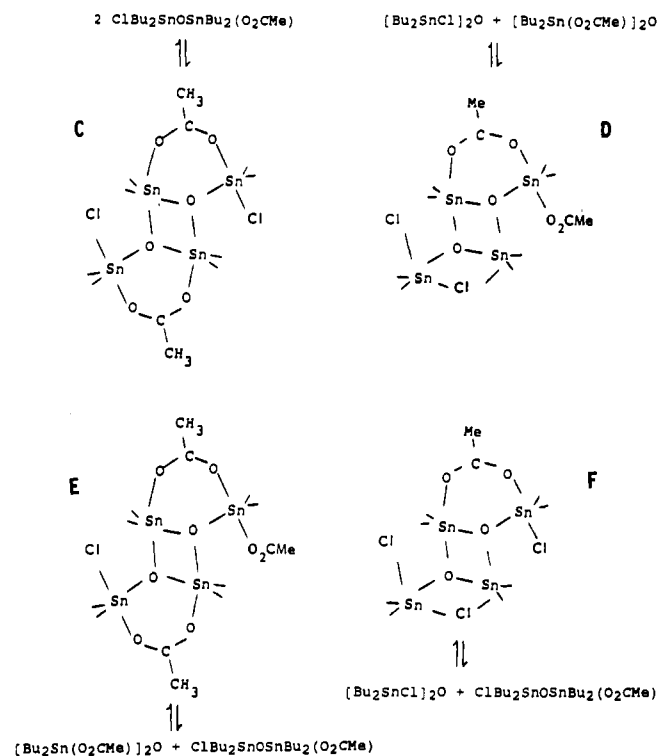 2 ClBu2SnOSnBu2(O2CMe)
[Bu2SnCl]2O + [Bu2Sn(O2CMe)]2O
C
CH3
C
O
O
Sn
Sn
O
Cl
Cl
O
Sn
Sn
O
O
C
CH3
D
Me
C
O
O
Sn
Sn
O
O2CMe
Cl
O
Sn
Sn
Cl
E
CH3
C
O
O
Sn
Sn
O
O2CMe
Cl
O
Sn
Sn
O
O
C
CH3
[Bu2Sn(O2CMe)]2O + ClBu2SnOSnBu2(O2CMe)
F
Me
C
O
O
Sn
Sn
O
Cl
Cl
O
Sn
Sn
Cl
[Bu2SnCl]2O + ClBu2SnOSnBu2(O2CMe)